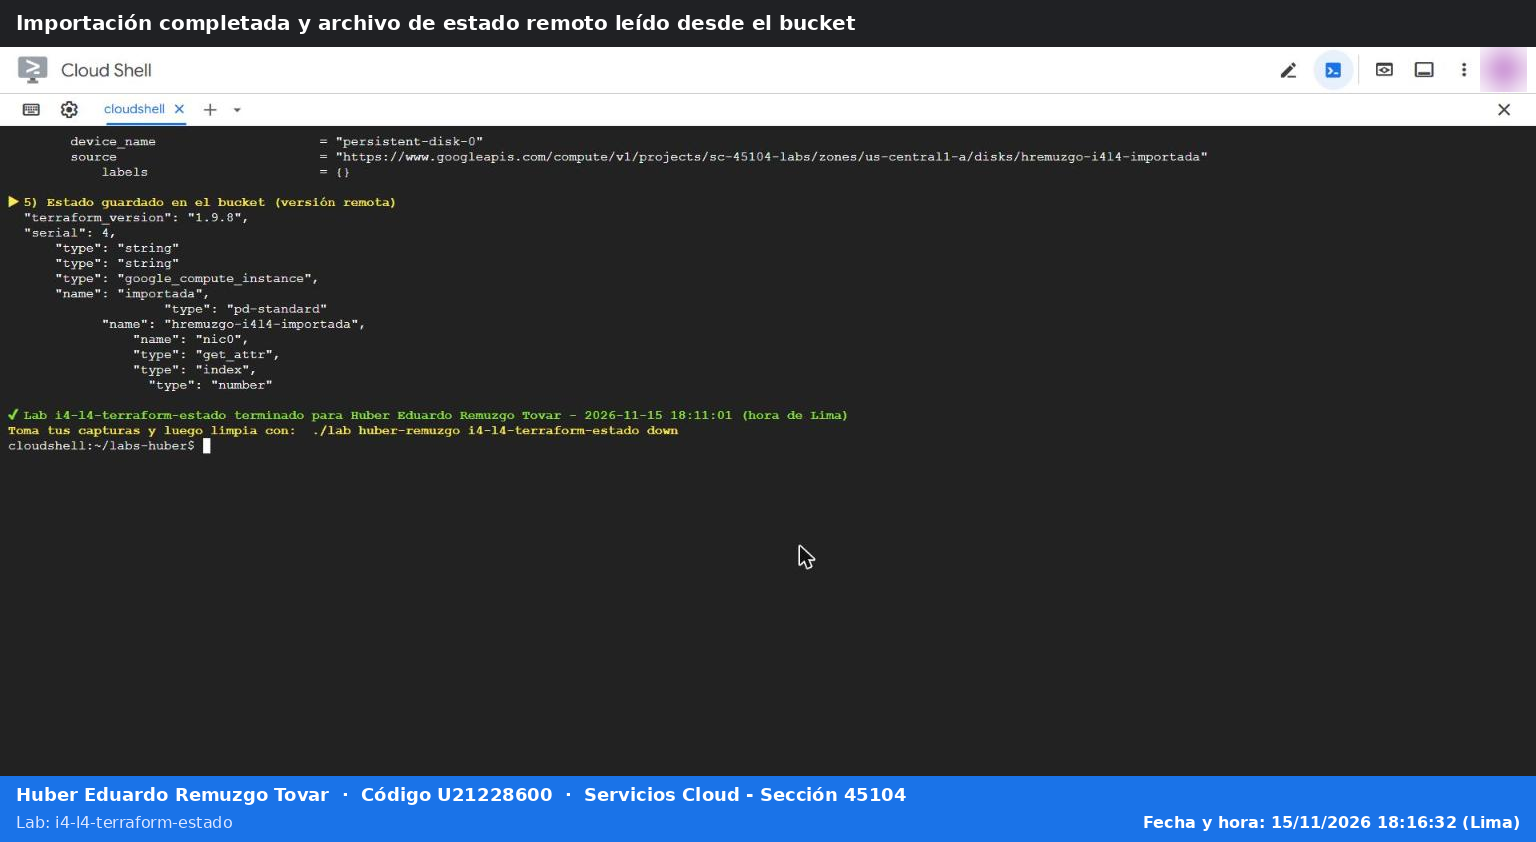 Importación completada y archivo de estado remoto leído desde el bucket
Cloud Shell
cloudshell
device_name = "persistent-disk-0"
source = "https://www.googleapis.com/compute/v1/projects/sc-45104-labs/zones/us-central1-a/disks/hremuzgo-i4l4-importada"
labels = {}
▶ 5) Estado guardado en el bucket (versión remota)
"terraform_version": "1.9.8",
"serial": 4,
"type": "string"
"type": "string"
"type": "google_compute_instance",
"name": "importada",
"type": "pd-standard"
"name": "hremuzgo-i4l4-importada",
"name": "nic0",
"type": "get_attr",
"type": "index",
"type": "number"
✔ Lab i4-l4-terraform-estado terminado para Huber Eduardo Remuzgo Tovar - 2026-11-15 18:11:01 (hora de Lima)
Toma tus capturas y luego limpia con: ./lab huber-remuzgo i4-l4-terraform-estado down
cloudshell:~/labs-huber$
Huber Eduardo Remuzgo Tovar · Código U21228600 · Servicios Cloud - Sección 45104
Lab: i4-l4-terraform-estado
Fecha y hora: 15/11/2026 18:16:32 (Lima)